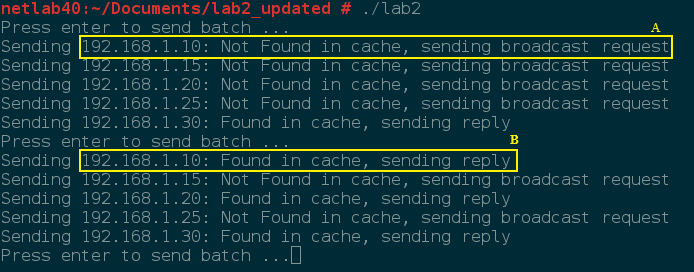 netlab40:~/Documents/lab2_updated # ./lab2
Press enter to send batch ...
A
Sending 192.168.1.10: Not Found in cache, sending broadcast request
Sending 192.168.1.15: Not Found in cache, sending broadcast request
Sending 192.168.1.20: Not Found in cache, sending broadcast request
Sending 192.168.1.25: Not Found in cache, sending broadcast request
Sending 192.168.1.30: Found in cache, sending reply
Press enter to send batch ...
B
Sending 192.168.1.10: Found in cache, sending reply
Sending 192.168.1.15: Not Found in cache, sending broadcast request
Sending 192.168.1.20: Found in cache, sending reply
Sending 192.168.1.25: Not Found in cache, sending broadcast request
Sending 192.168.1.30: Found in cache, sending reply
Press enter to send batch ...